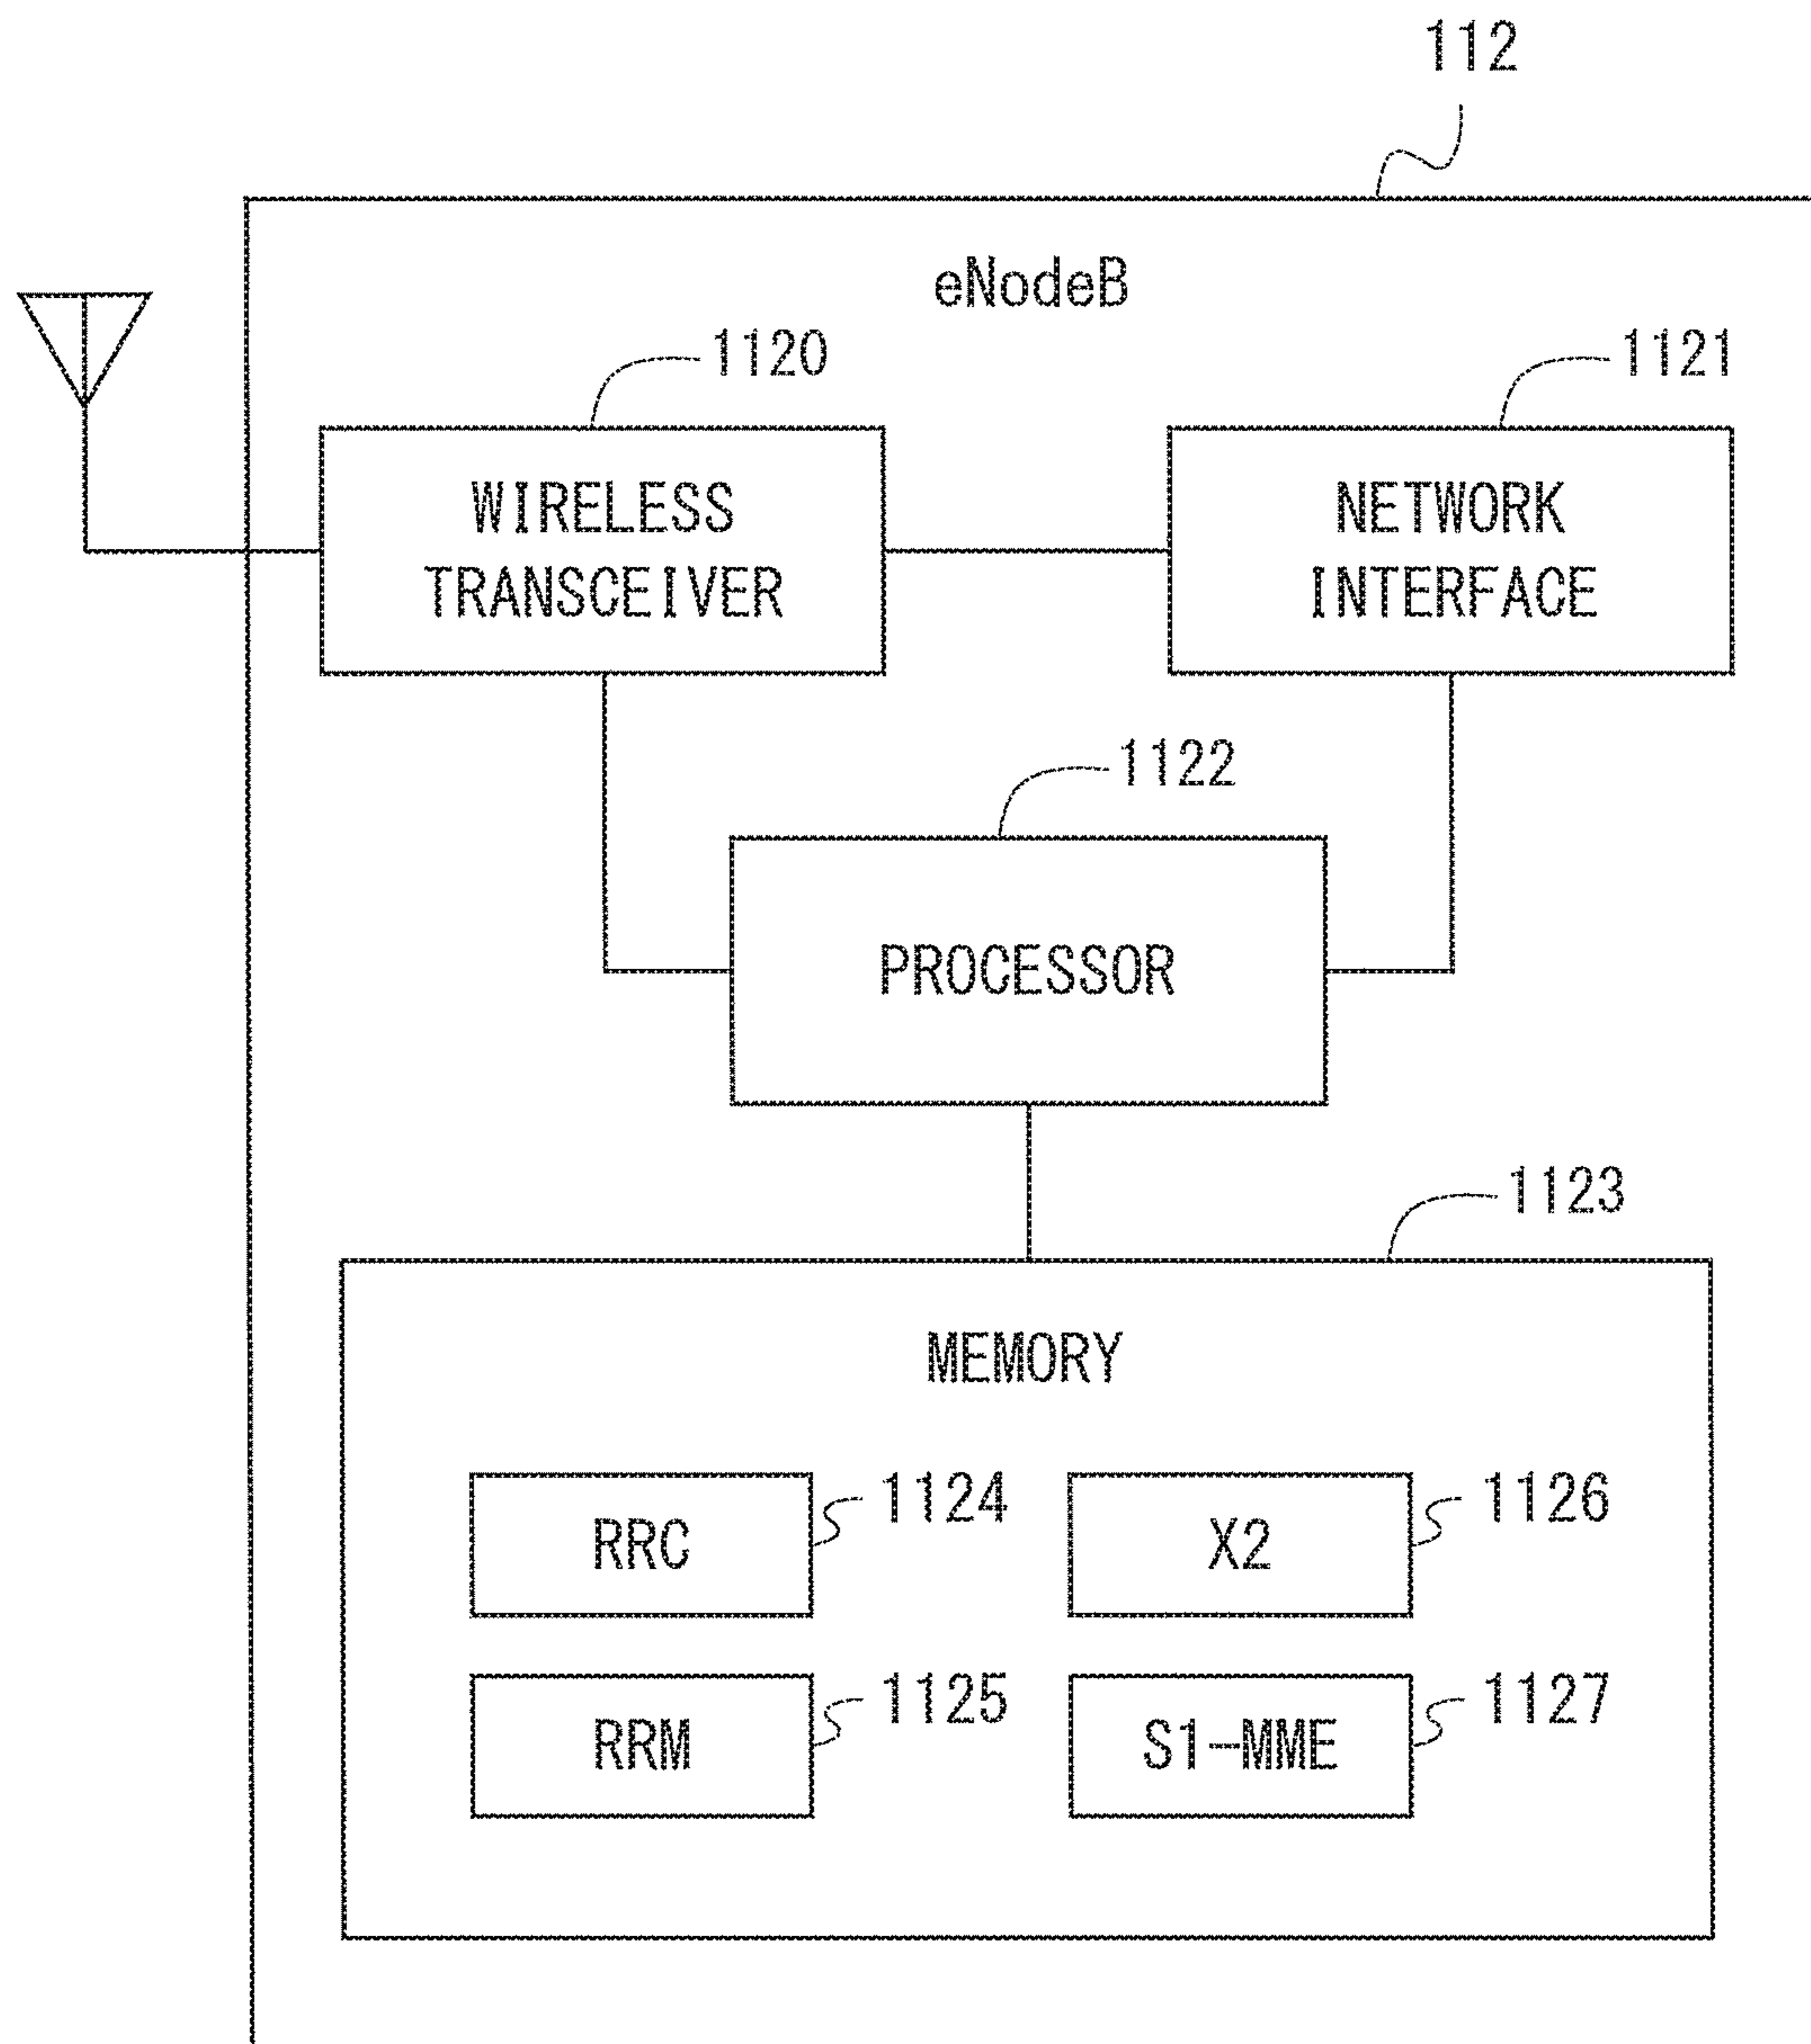 112
eNodeB
1120
1121
WIRELESS
TRANSCEIVER
NETWORK
INTERFACE
1122
PROCESSOR
1123
MEMORY
RRC
1124
X2
1126
RRM
1125
S1-MME
1127